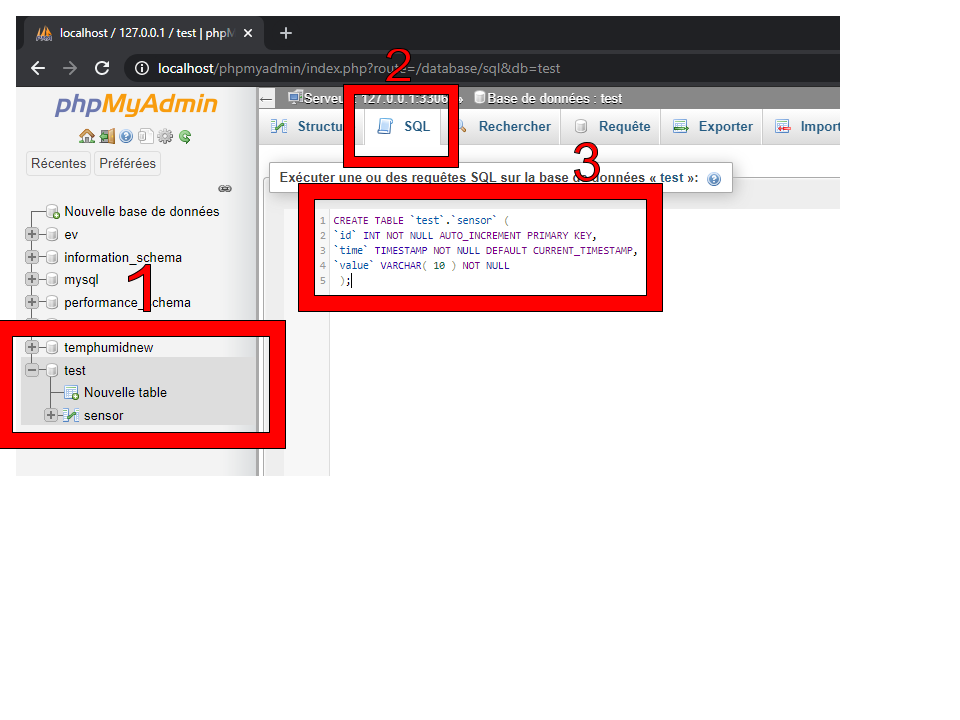 localhost / 127.0.0.1 / test | phpM
localhost/phpmyadmin/index.php?route=/database/sql&db=test
2
phpMyAdmin
Récentes
Préférées
Nouvelle base de données
ev
information_schema
mysql
1
performance_schema
temphumidnew
test
Nouvelle table
sensor
Serveur : 127.0.0.1:3306 » Base de données : test
Structu SQL Rechercher Requête Exporter Import
3
Exécuter une ou des requêtes SQL sur la base de données « test »:
1 CREATE TABLE `test`.`sensor` (
2 `id` INT NOT NULL AUTO_INCREMENT PRIMARY KEY,
3 `time` TIMESTAMP NOT NULL DEFAULT CURRENT_TIMESTAMP,
4 `value` VARCHAR( 10 ) NOT NULL
5 );